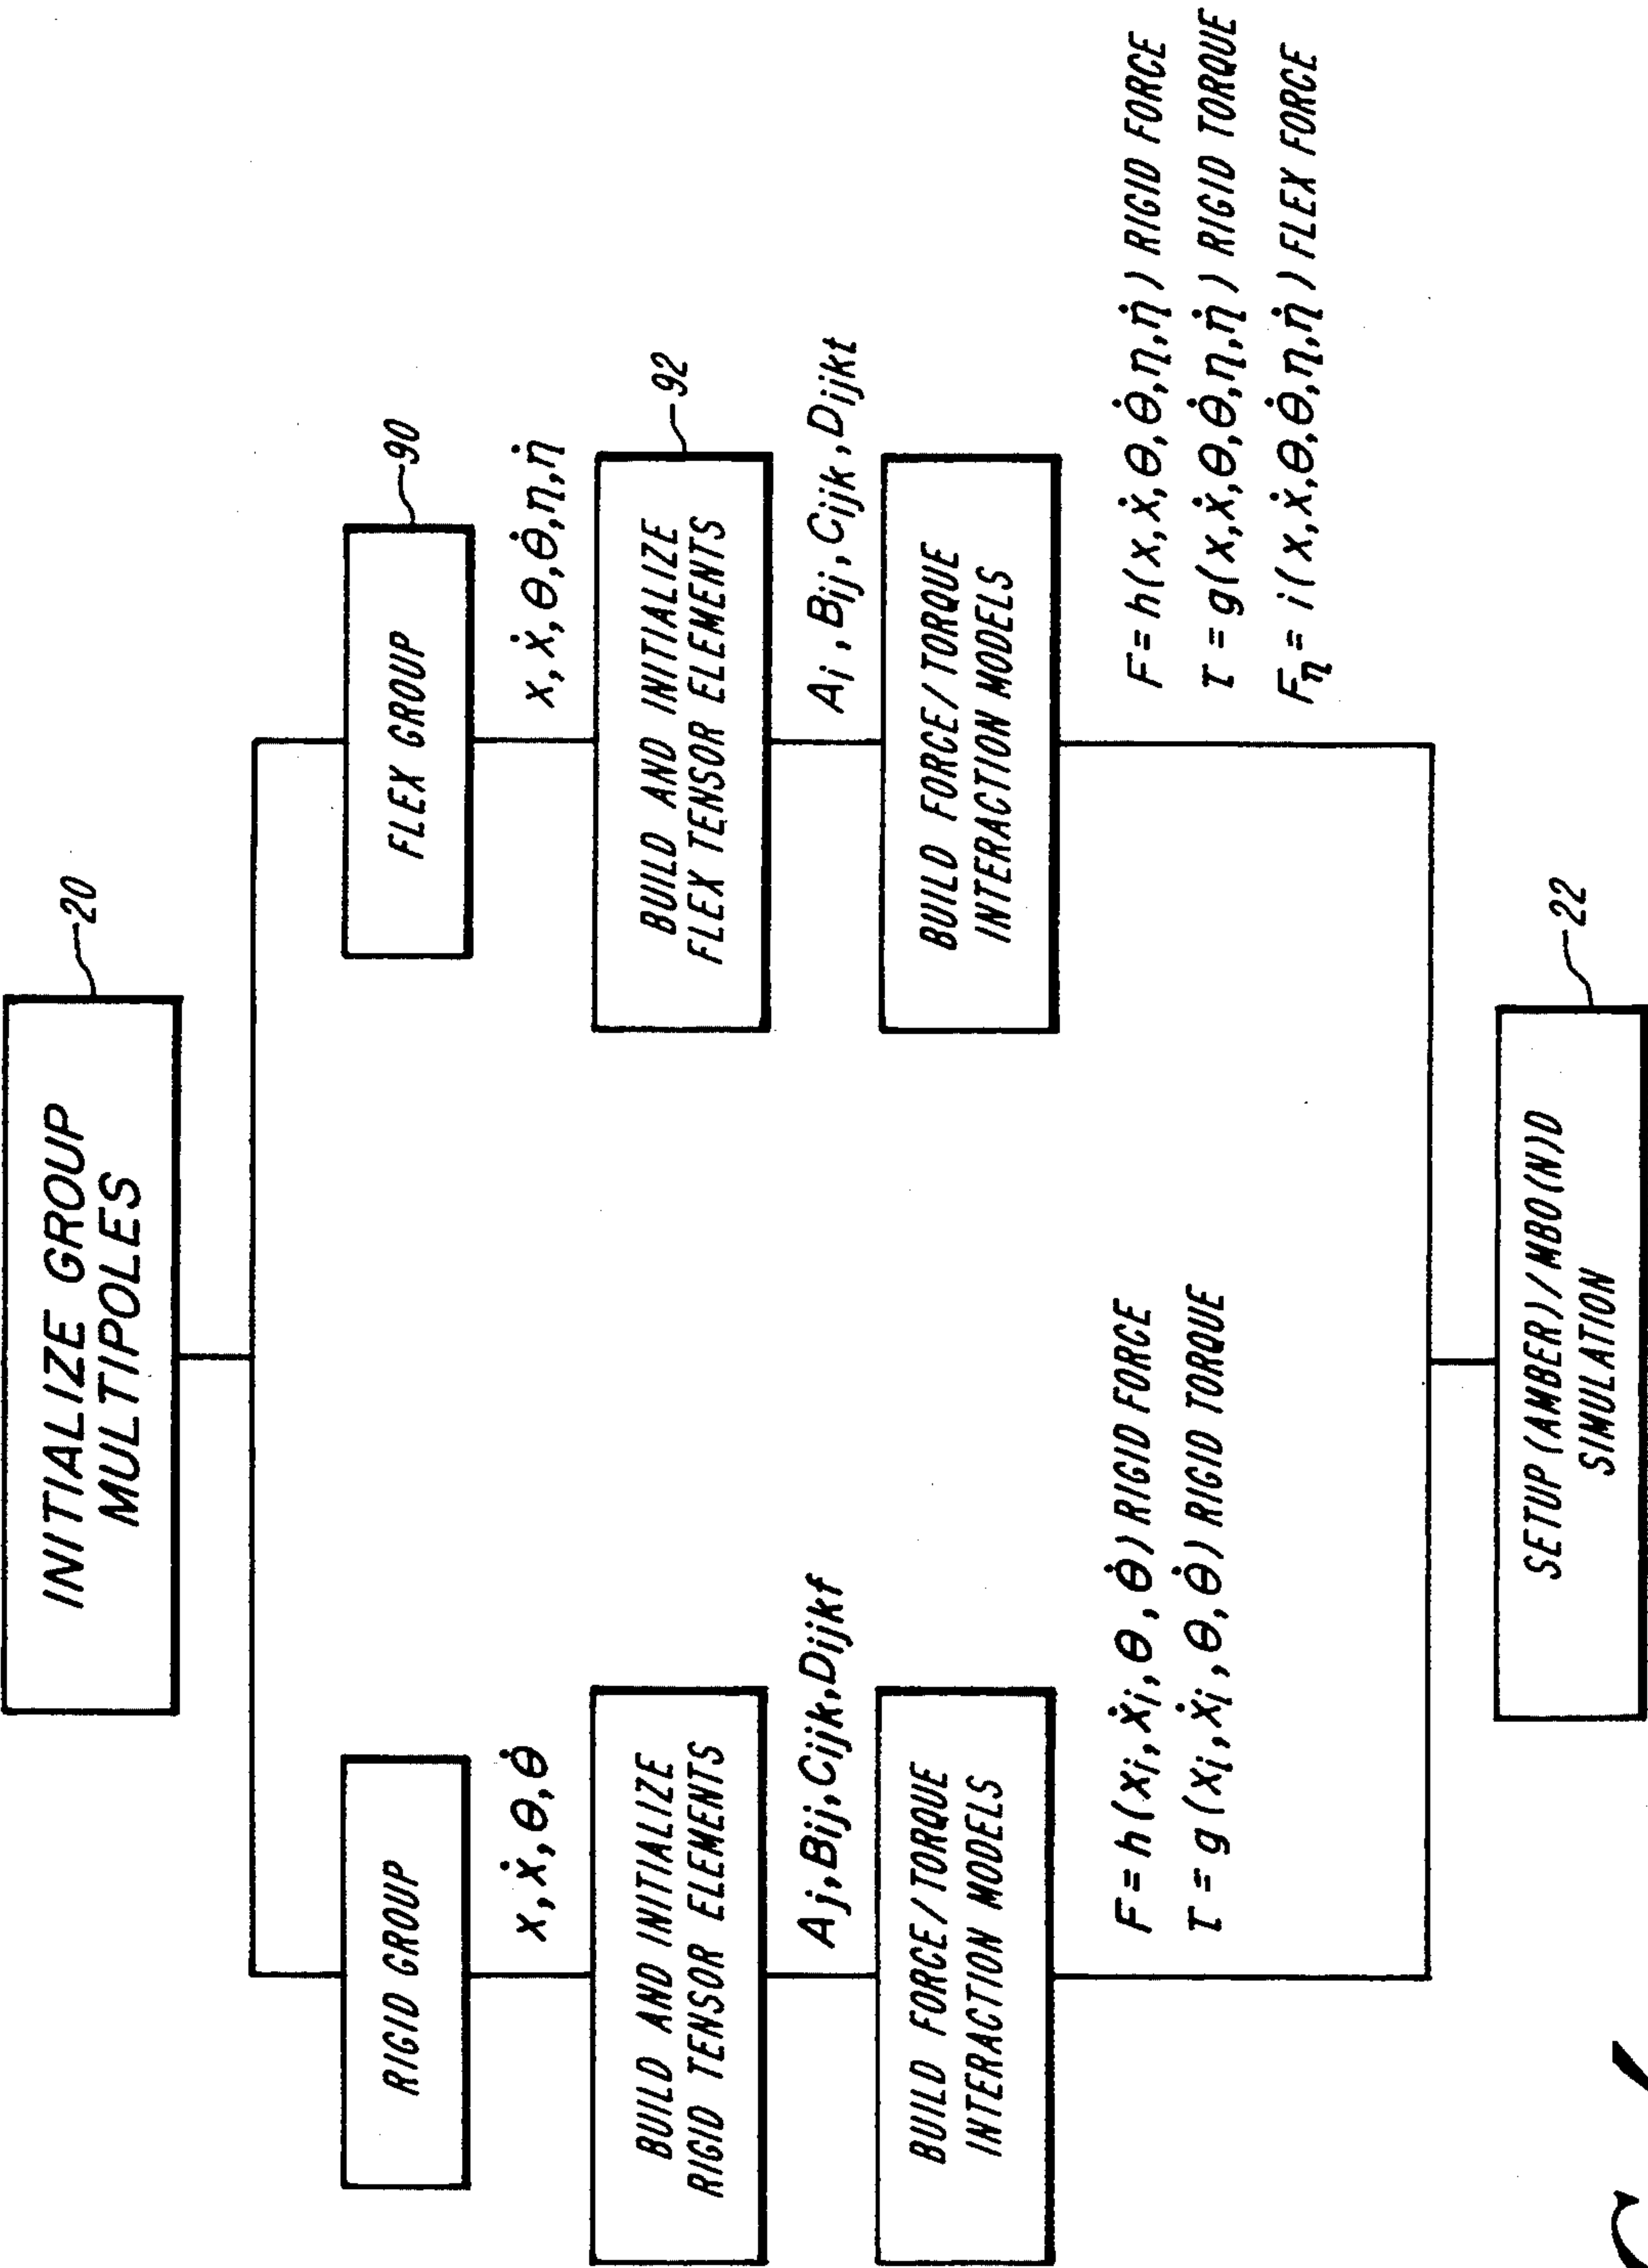 INITIALIZE GROUP
MULTIPOLES
20
RIGID GROUP
x, ẋ, θ, θ̇
BUILD AND INITIALIZE
RIGID TENSOR ELEMENTS
Aj, Bij, Cijk, Dijkf
BUILD FORCE/TORQUE
INTERACTION MODELS
F = h(xi, ẋi, θ, θ̇) RIGID FORCE
T = g(xi, ẋi, θ, θ̇) RIGID TORQUE
FLEX GROUP
90
x, ẋ, θ, θ̇, η, η̇
BUILD AND INITIALIZE
FLEX TENSOR ELEMENTS
92
Ai, Bij, Cijk, Dijkt
BUILD FORCE/TORQUE
INTERACTION MODELS
F = h(x, ẋ, θ, θ̇, η, η̇) RIGID FORCE
T = g(x, ẋ, θ, θ̇, η, η̇) RIGID TORQUE
Fη = i(x, ẋ, θ, θ̇, η, η̇) FLEX FORCE
SETUP (AMBER)/MBO(N)D
SIMULATION
22